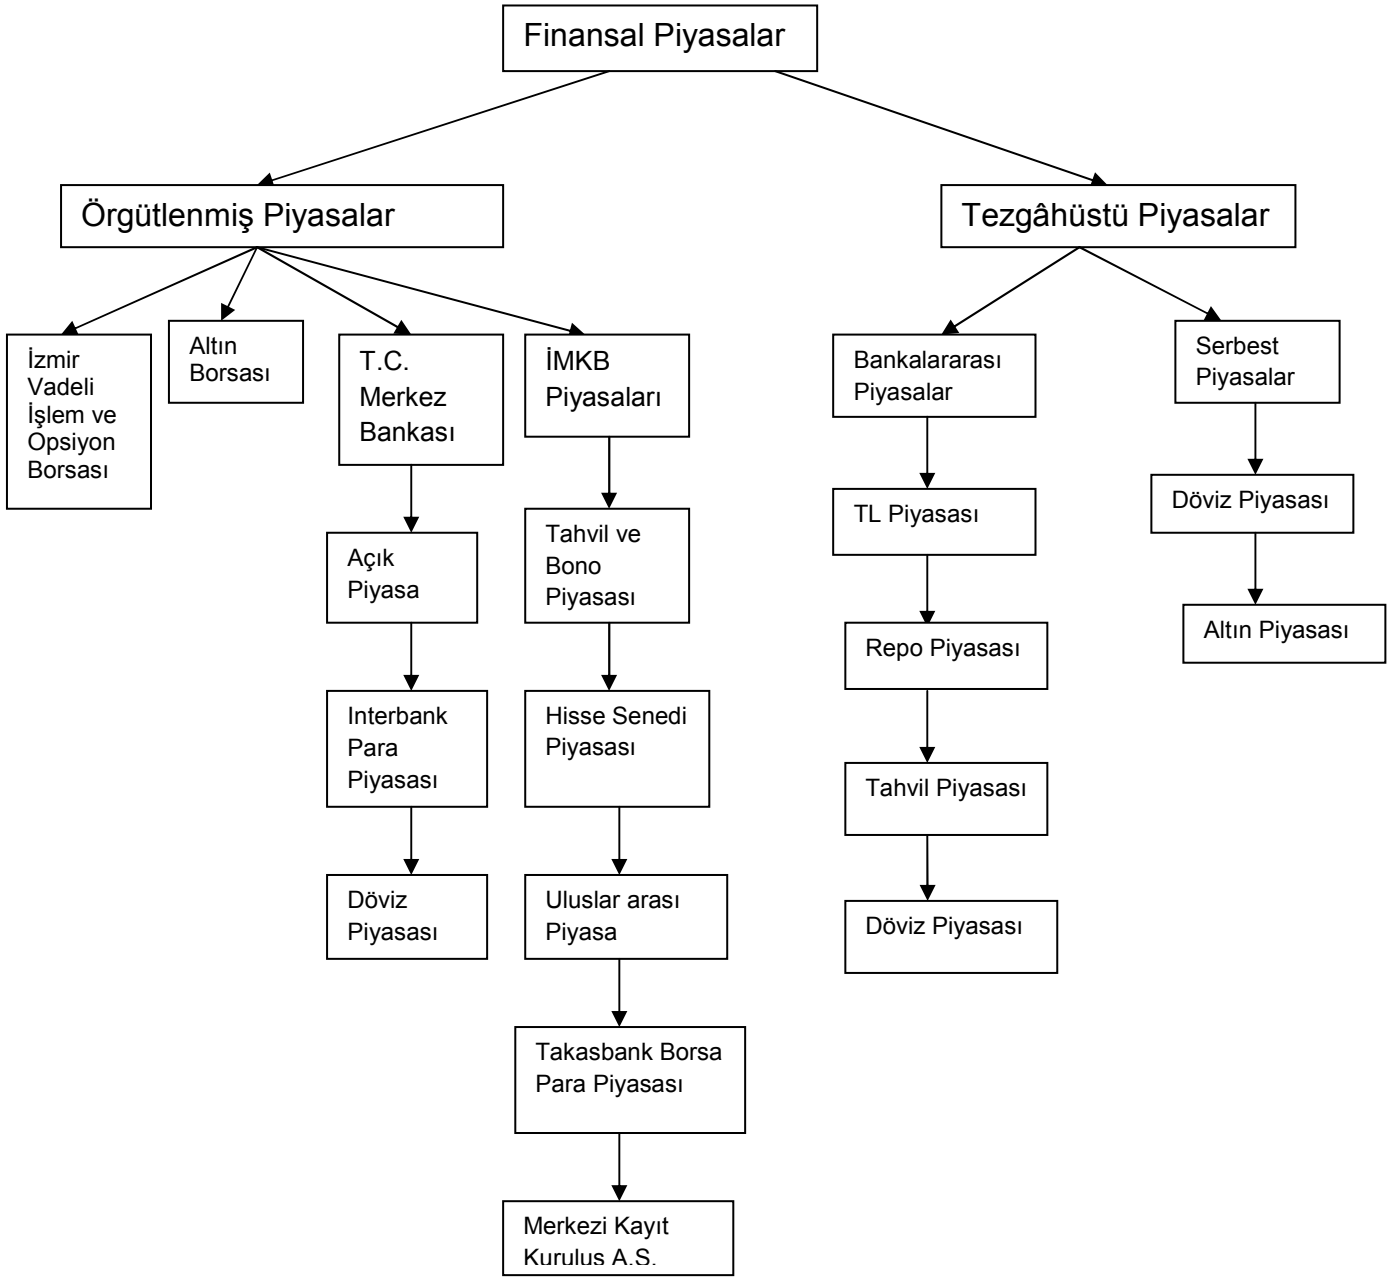 Finansal Piyasalar
Örgütlenmiş Piyasalar
Tezgâhüstü Piyasalar
İzmir
Vadeli
İşlem ve
Opsiyon
Borsası
Altın
Borsası
T.C.
Merkez
Bankası
İMKB
Piyasaları
Bankalararası
Piyasalar
Serbest
Piyasalar
Açık
Piyasa
Interbank
Para
Piyasası
Döviz
Piyasası
Tahvil ve
Bono
Piyasası
Hisse Senedi
Piyasası
Uluslar arası
Piyasa
Takasbank Borsa
Para Piyasası
Merkezi Kayıt
Kuruluş A.Ş.
TL Piyasası
Repo Piyasası
Tahvil Piyasası
Döviz Piyasası
Döviz Piyasası
Altın Piyasası